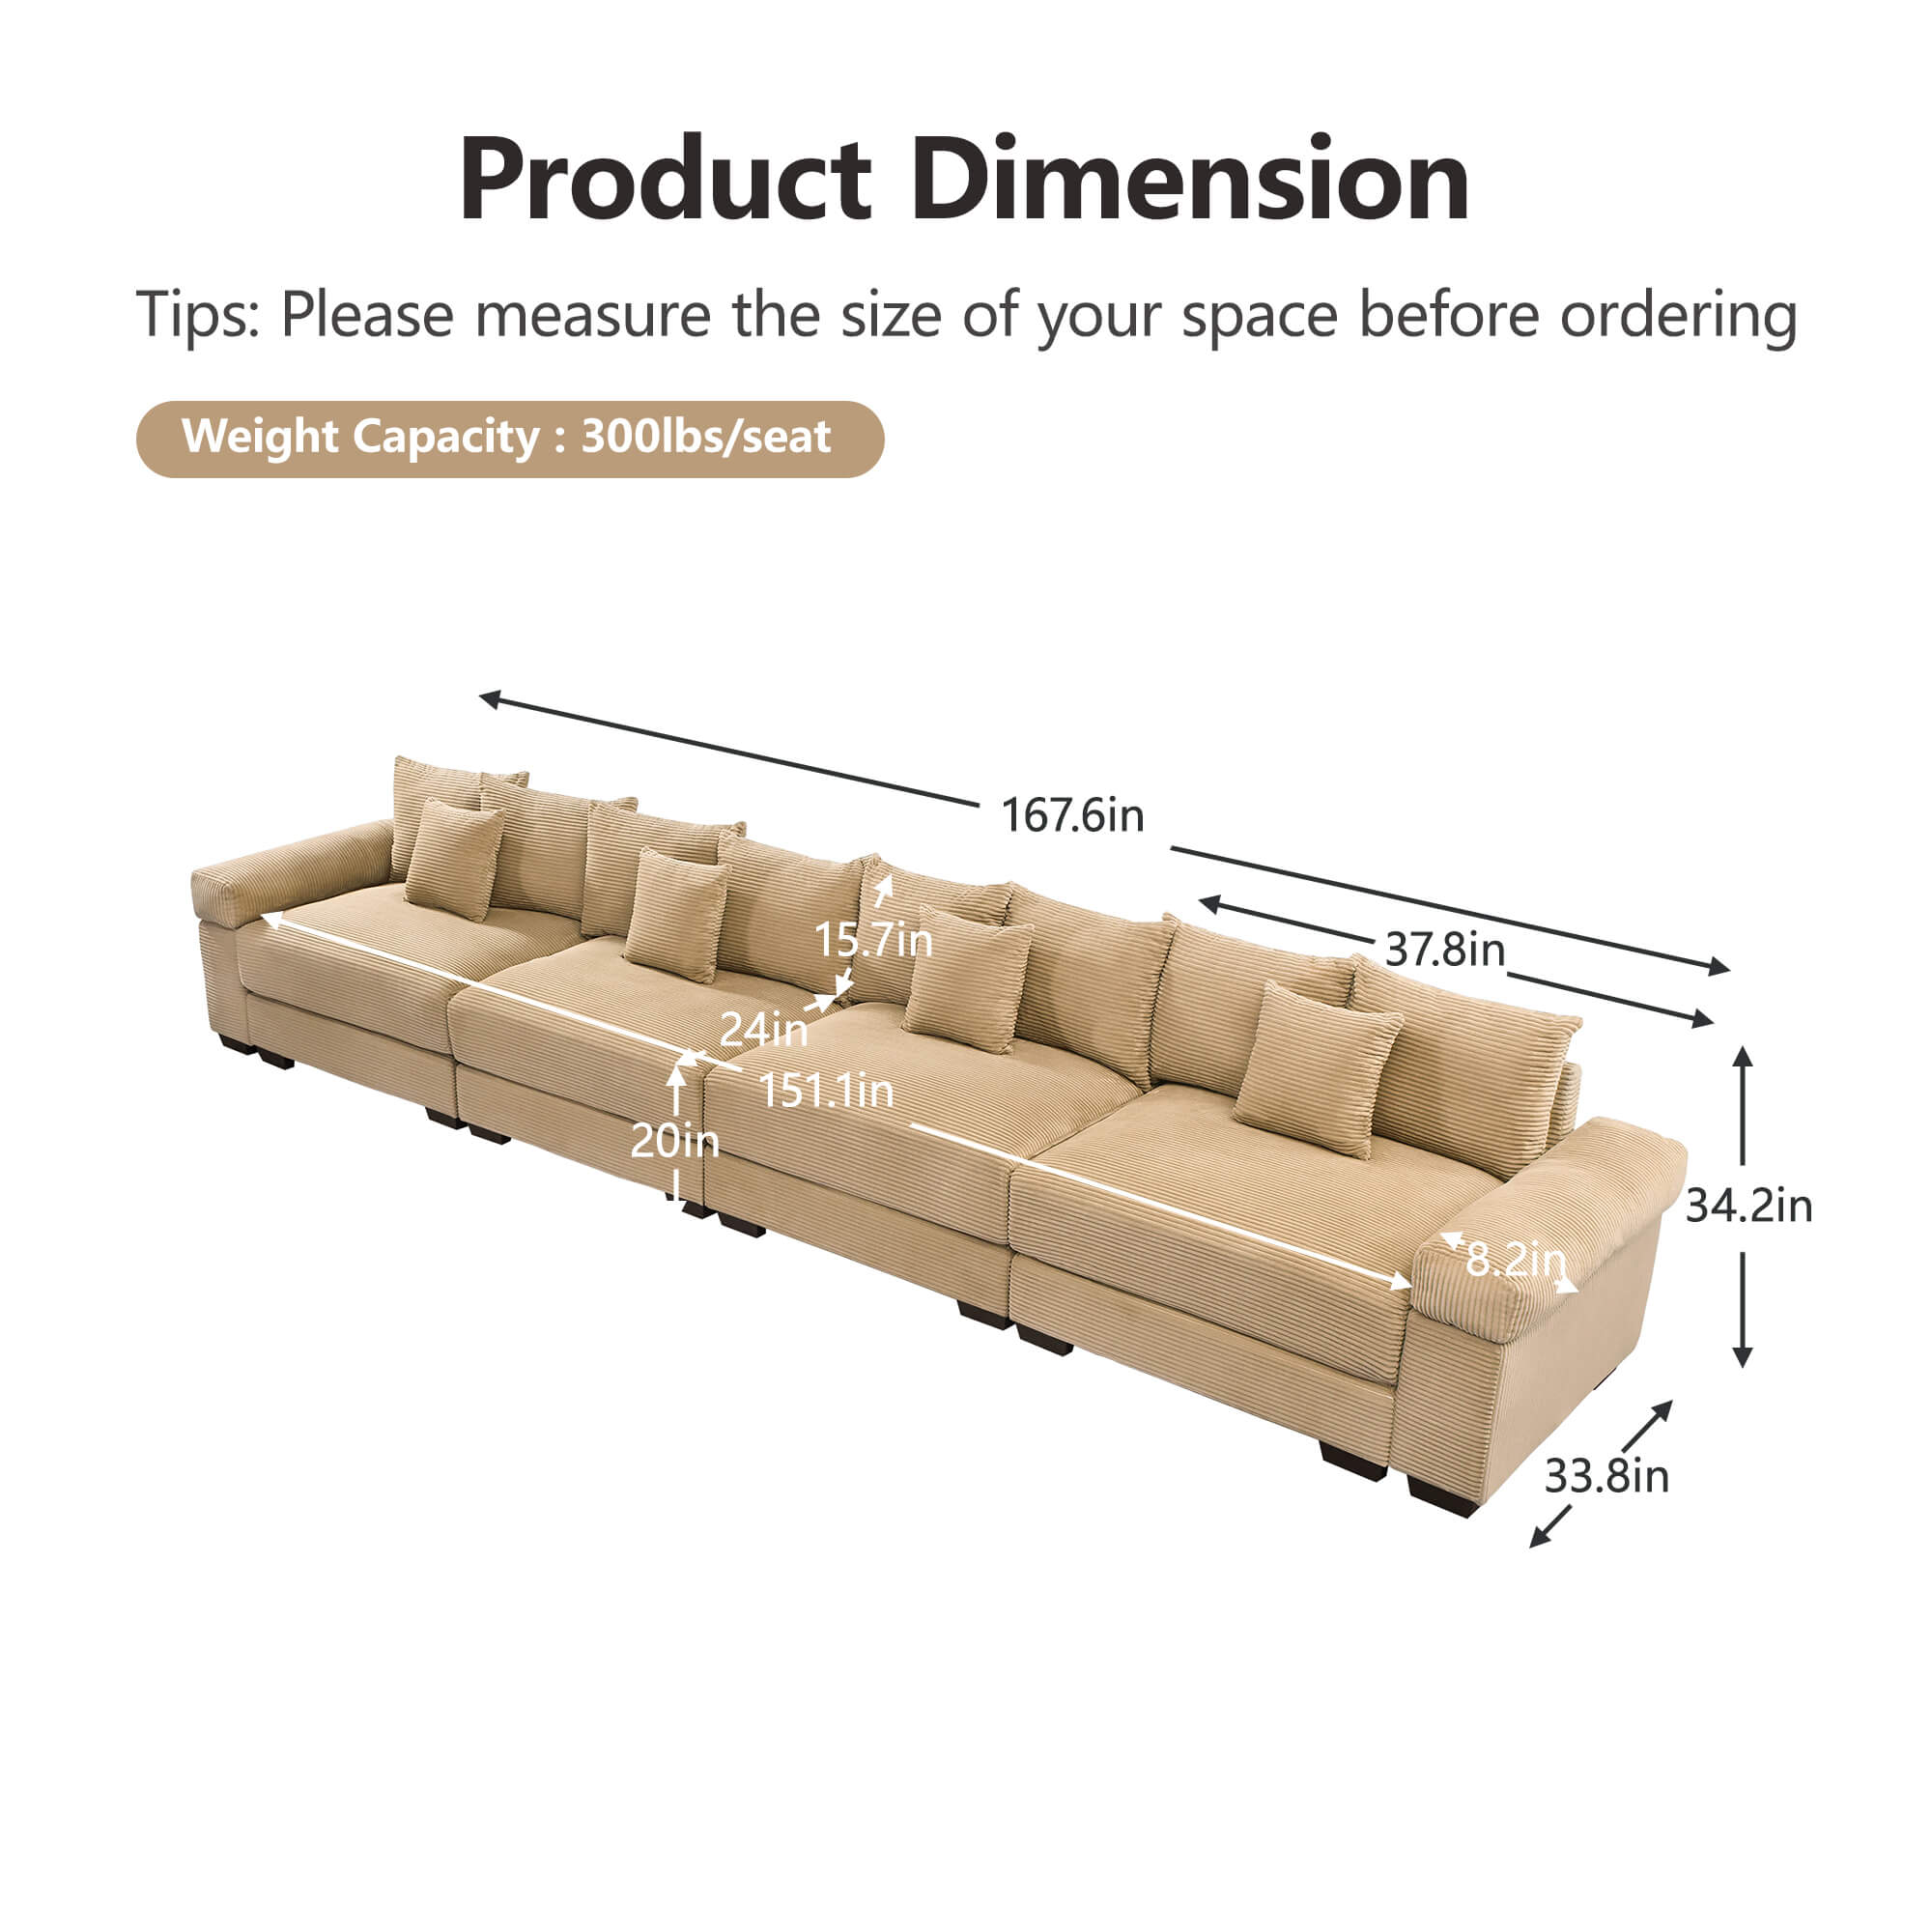 Product Dimension
Tips: Please measure the size of your space before ordering
Weight Capacity : 300lbs/seat
167.6in
37.8in
15.7in
24in
151.1in
20in
34.2in
8.2in
33.8in